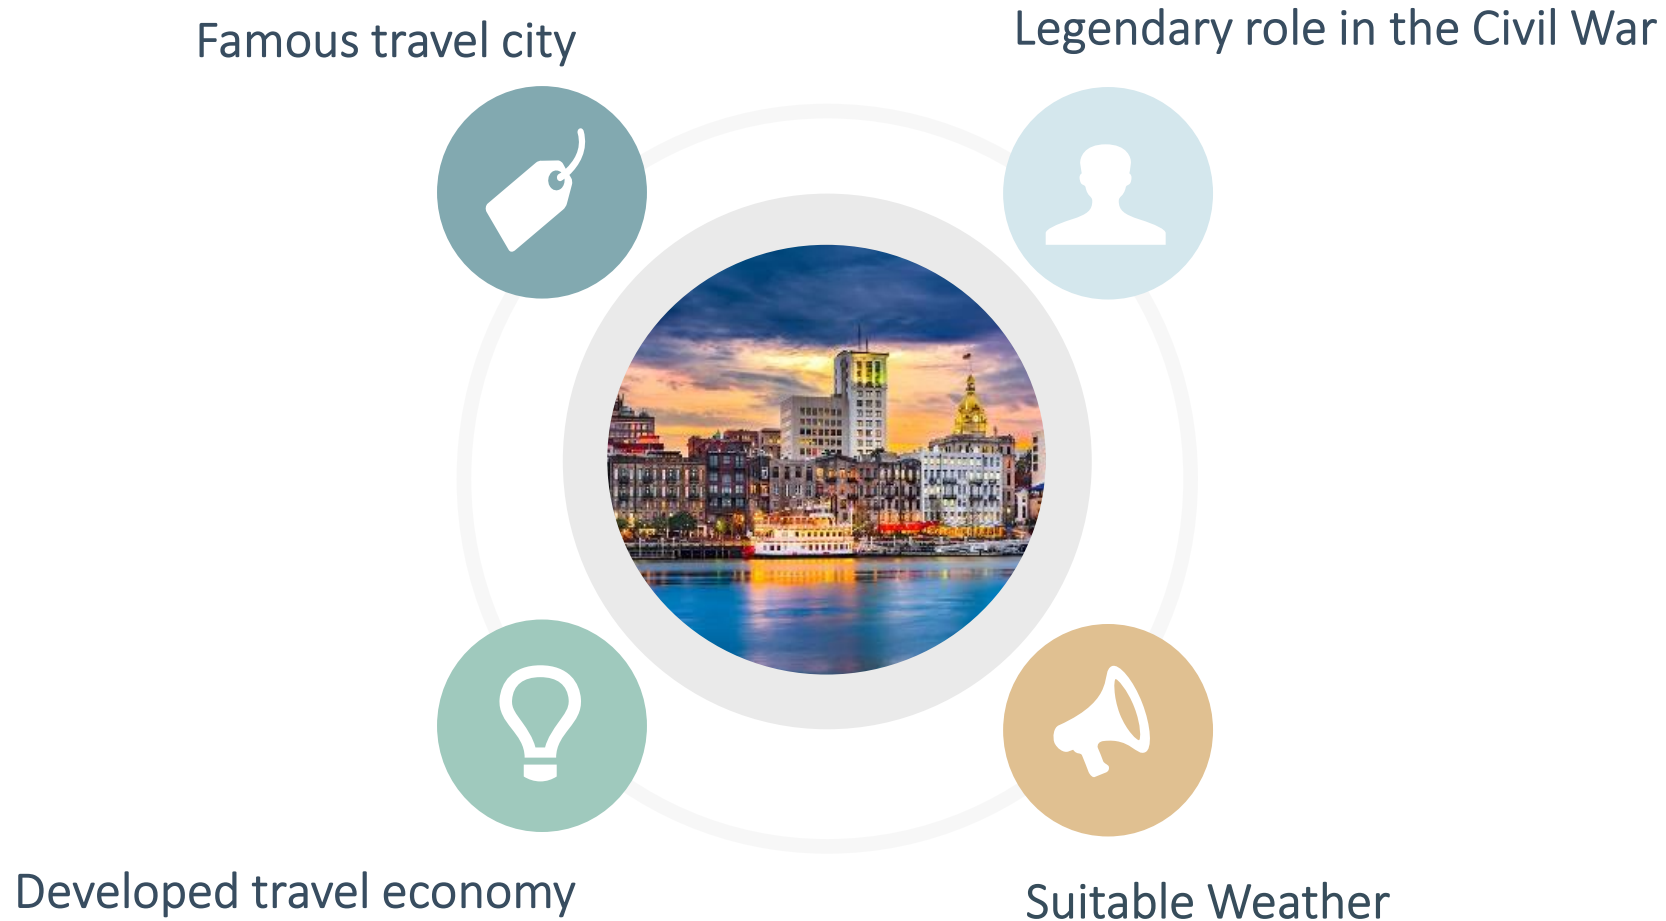 Famous travel city
Legendary role in the Civil War
Developed travel economy
Suitable Weather